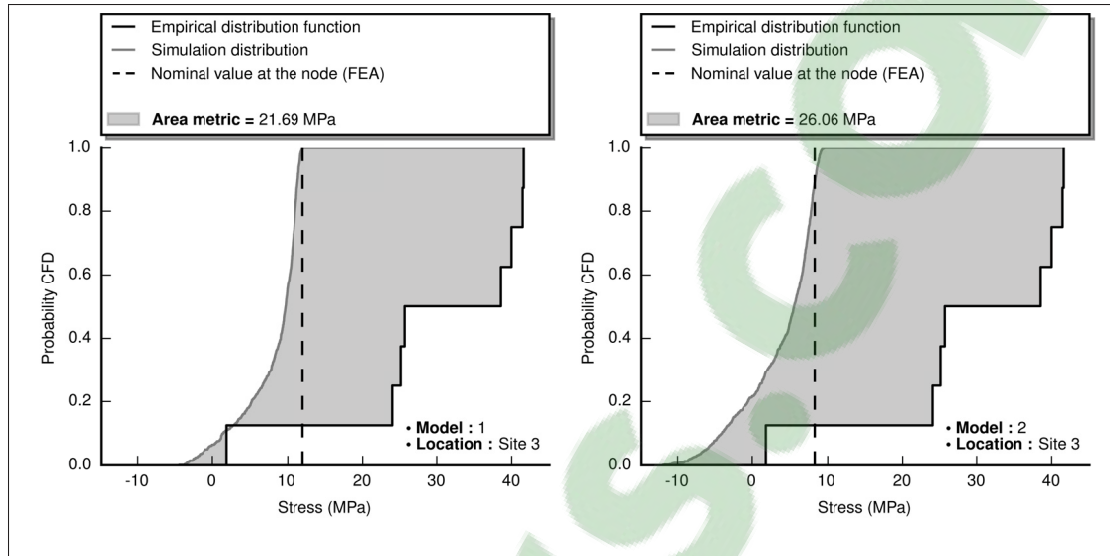 Empirical distribution function
Simulation distribution
Nominal value at the node (FEA)
Area metric = 21.69 MPa
1.0
0.8
0.6
0.4
0.2
0.0
Probability CFD
• Model : 1
• Location : Site 3
-10 0 10 20 30 40
Stress (MPa)
Empirical distribution function
Simulation distribution
Nominal value at the node (FEA)
Area metric = 26.06 MPa
1.0
0.8
0.6
0.4
0.2
0.0
Probability CFD
• Model : 2
• Location : Site 3
-10 0 10 20 30 40
Stress (MPa)
s.co